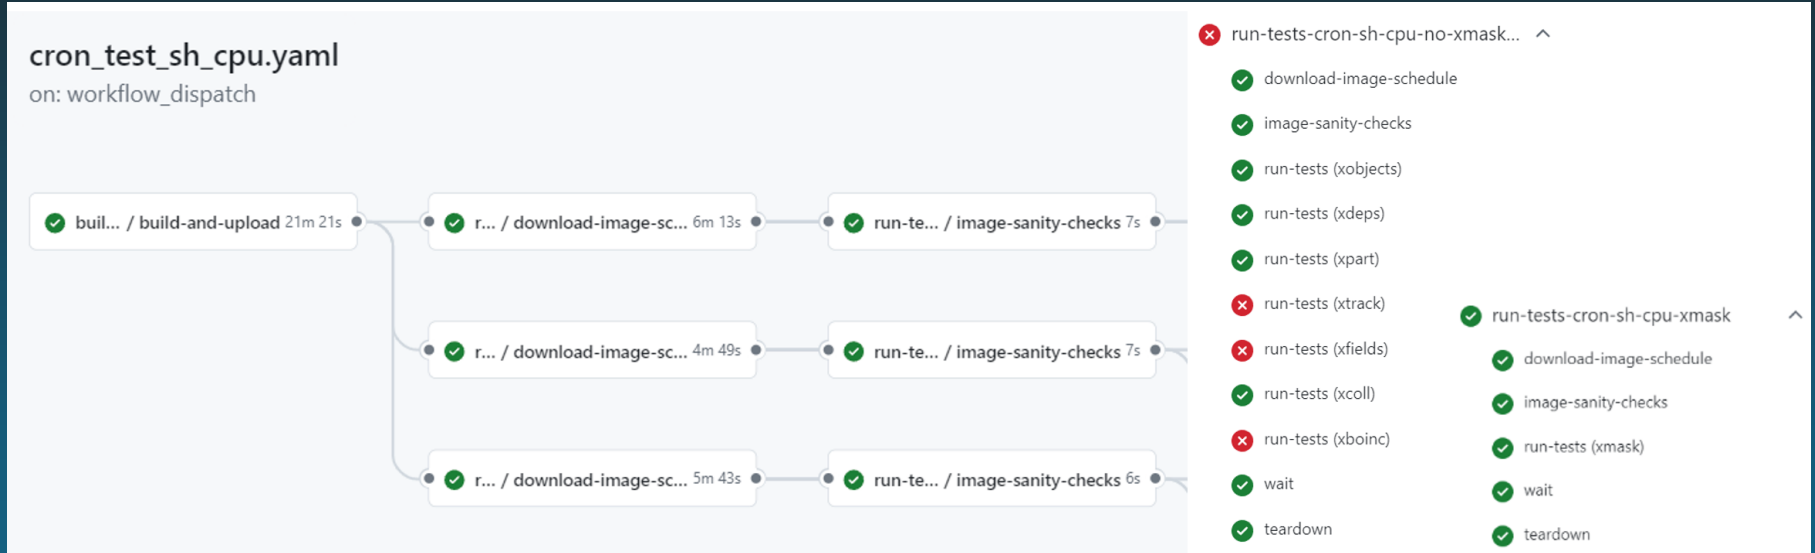 cron_test_sh_cpu.yaml
on: workflow_dispatch
buil... / build-and-upload 21m 21s
r... / download-image-sc... 6m 13s
run-te... / image-sanity-checks 7s
r... / download-image-sc... 4m 49s
run-te... / image-sanity-checks 7s
r... / download-image-sc... 5m 43s
run-te... / image-sanity-checks 6s
run-tests-cron-sh-cpu-no-xmask...
download-image-schedule
image-sanity-checks
run-tests (xobjects)
run-tests (xdeps)
run-tests (xpart)
run-tests (xtrack)
run-tests (xfields)
run-tests (xcoll)
run-tests (xboinc)
wait
teardown
run-tests-cron-sh-cpu-xmask
download-image-schedule
image-sanity-checks
run-tests (xmask)
wait
teardown